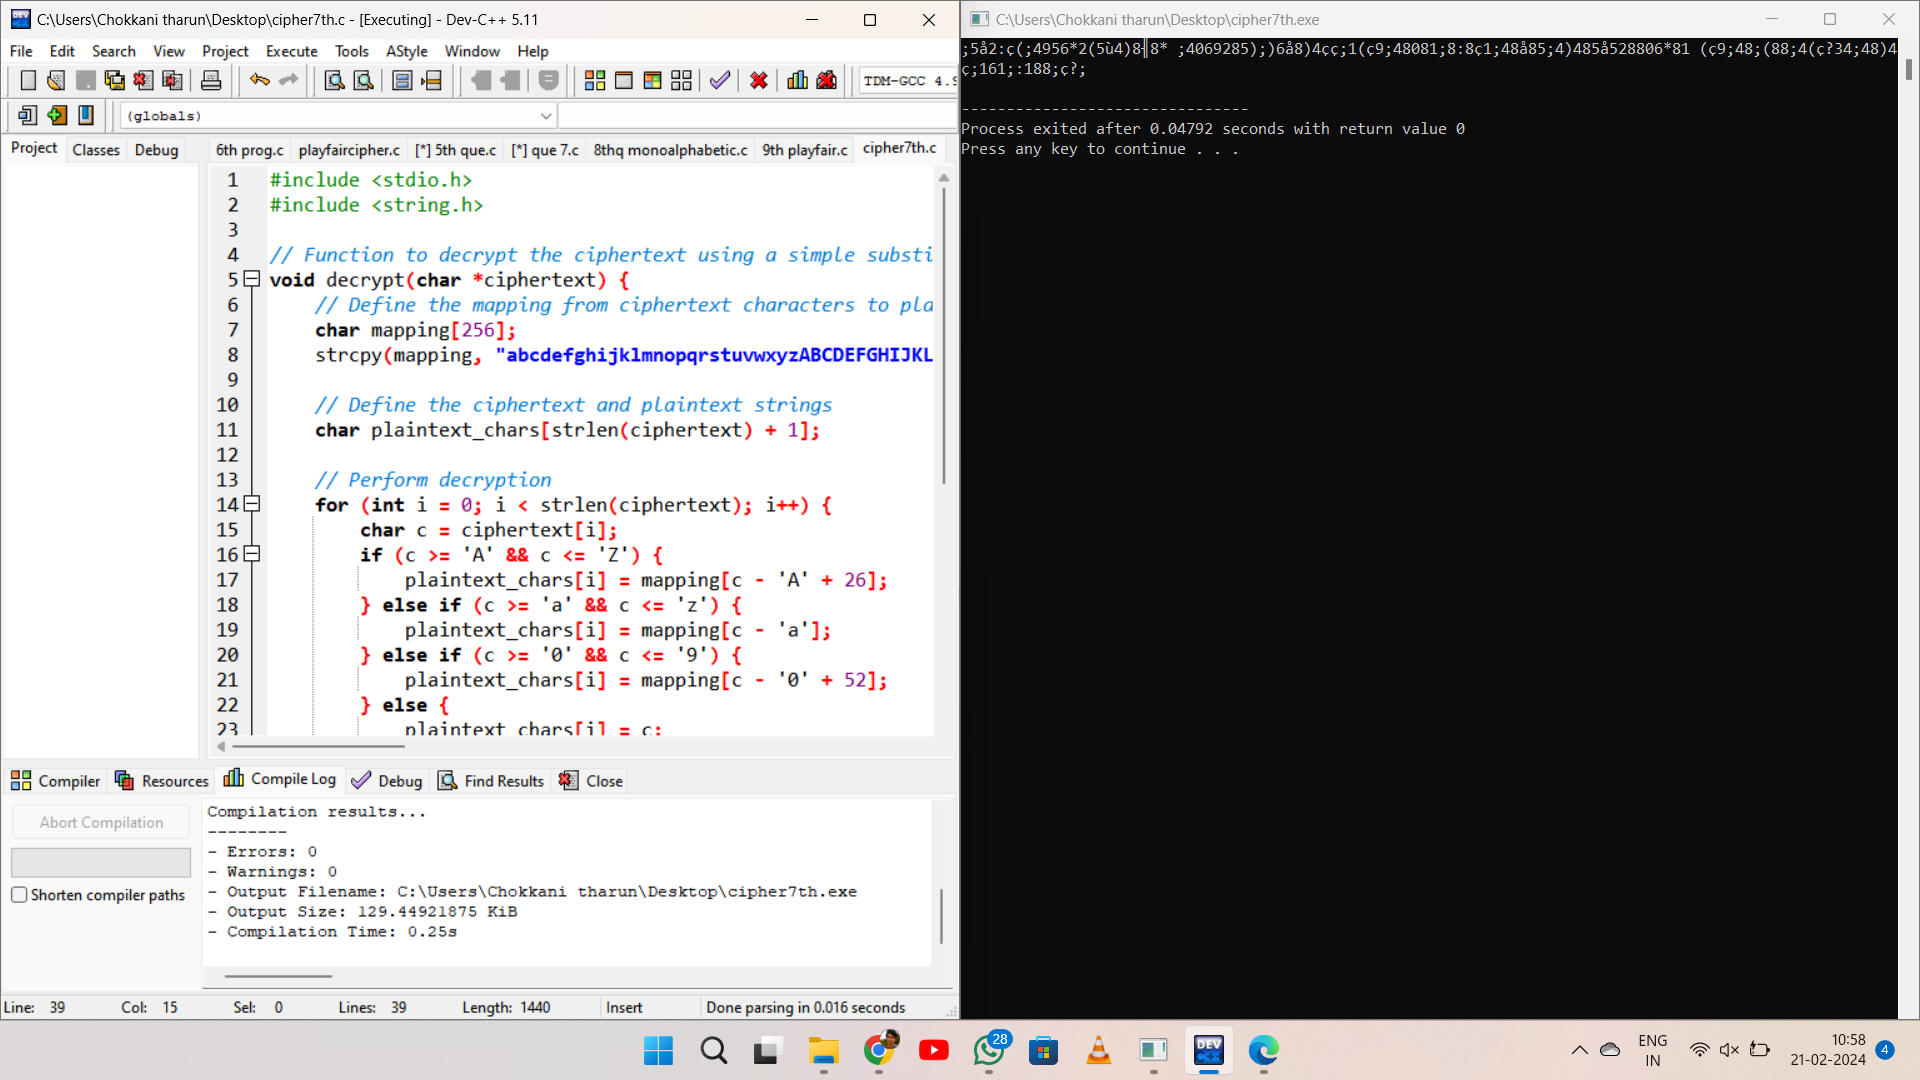 C:\Users\Chokkani tharun\Desktop\cipher7th.c - [Executing] - Dev-C++ 5.11
File Edit Search View Project Execute Tools AStyle Window Help
TDM-GCC 4.9
(globals)
Project Classes Debug
6th prog.c playfaircipher.c [*] 5th que.c [*] que 7.c 8thq monoalphabetic.c 9th playfair.c cipher7th.c
1 #include <stdio.h>
2 #include <string.h>
3
4 // Function to decrypt the ciphertext using a simple substi
5 void decrypt(char *ciphertext) {
6 // Define the mapping from ciphertext characters to pla
7 char mapping[256];
8 strcpy(mapping, "abcdefghijklmnopqrstuvwxyzABCDEFGHIJKL
9
10 // Define the ciphertext and plaintext strings
11 char plaintext_chars[strlen(ciphertext) + 1];
12
13 // Perform decryption
14 for (int i = 0; i < strlen(ciphertext); i++) {
15 char c = ciphertext[i];
16 if (c >= 'A' && c <= 'Z') {
17 plaintext_chars[i] = mapping[c - 'A' + 26];
18 } else if (c >= 'a' && c <= 'z') {
19 plaintext_chars[i] = mapping[c - 'a'];
20 } else if (c >= '0' && c <= '9') {
21 plaintext_chars[i] = mapping[c - '0' + 52];
22 } else {
23 plaintext_chars[i] = c;
Compiler Resources Compile Log Debug Find Results Close
Abort Compilation
Shorten compiler paths
Compilation results...
--------
- Errors: 0
- Warnings: 0
- Output Filename: C:\Users\Chokkani tharun\Desktop\cipher7th.exe
- Output Size: 129.44921875 KiB
- Compilation Time: 0.25s
Line: 39 Col: 15 Sel: 0 Lines: 39 Length: 1440 Insert Done parsing in 0.016 seconds
C:\Users\Chokkani tharun\Desktop\cipher7th.exe
;5å2:ç(;4956*2(5ù4)8╢8* ;4069285);)6å8)4çç;1(ç9;48081;8:8ç1;48å85;4)485å528806*81 (ç9;48;(88;4(ç?34;48)4
ç;161;:188;ç?;
--------------------------------
Process exited after 0.04792 seconds with return value 0
Press any key to continue . . .
28
DEV
ENG
IN
10:58
21-02-2024
4